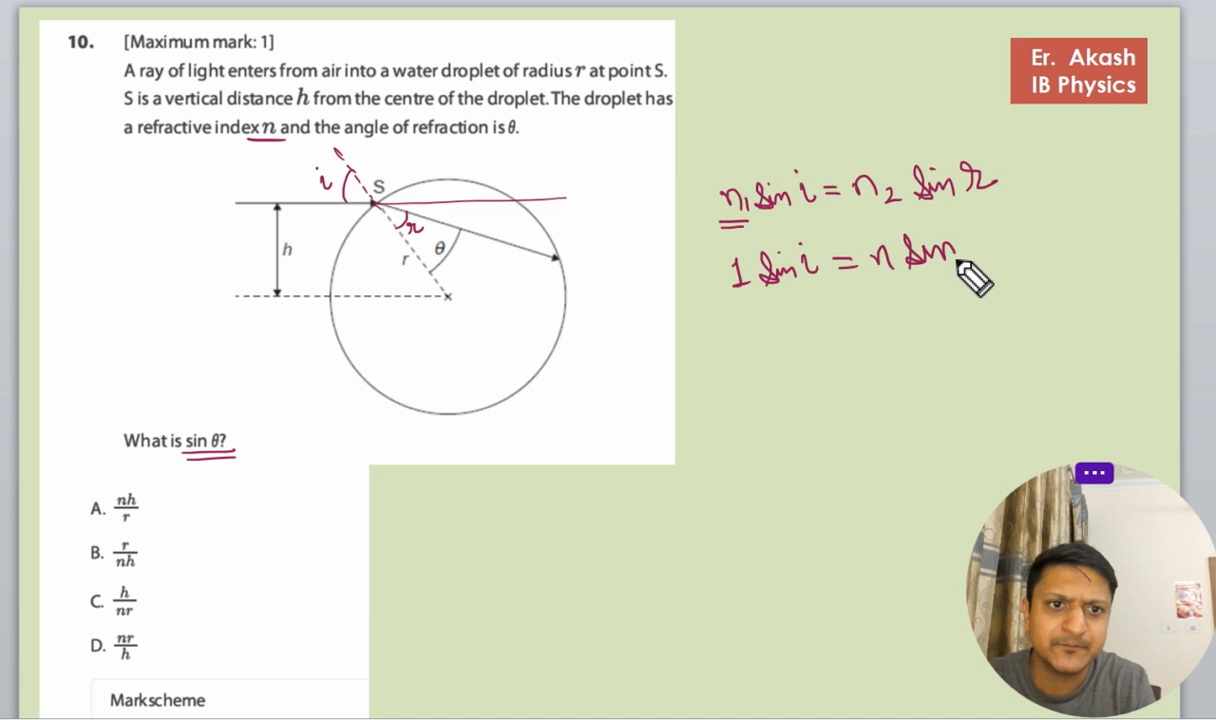 10. [Maximum mark: 1]
A ray of light enters from air into a water droplet of radius r at point S.
S is a vertical distance h from the centre of the droplet. The droplet has
a refractive index n and the angle of refraction is θ.
Er. Akash
IB Physics
i
S
r
h
θ
r
n₁ sin i = n₂ sin r
1 sin i = n sin
What is sin θ?
A. nh/r
B. r/nh
C. h/nr
D. nr/h
Markscheme